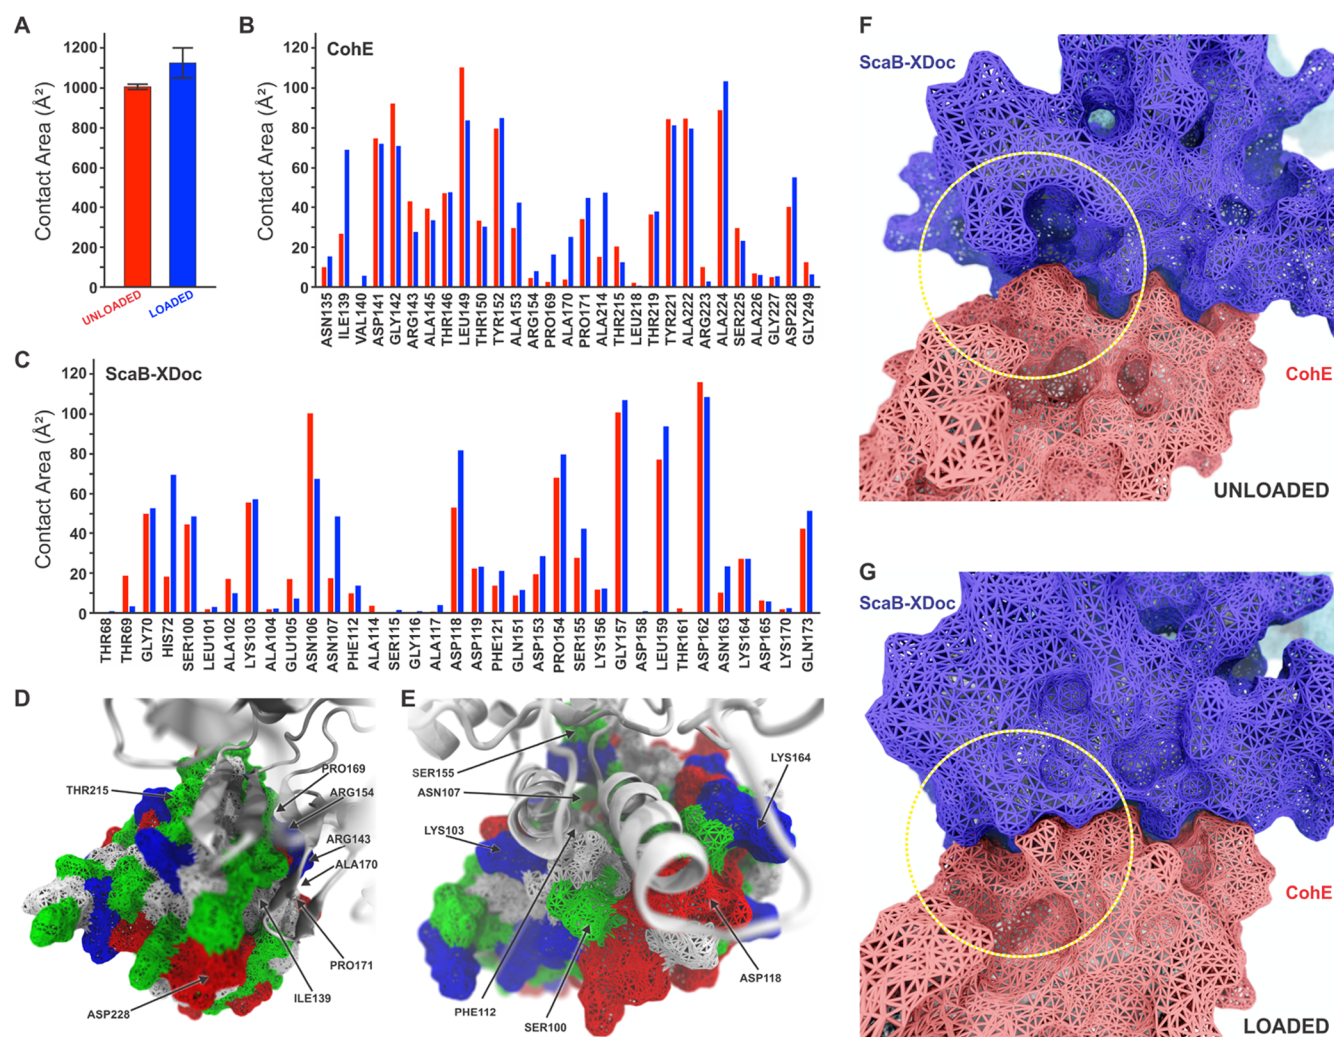 A
Contact Area (Å²)
1200
1000
800
600
400
200
0
UNLOADED
LOADED
B
CohE
Contact Area (Å²)
120
100
80
60
40
20
0
ASN135
ILE139
VAL140
ASP141
GLY142
ARG143
ALA145
THR146
LEU149
THR150
TYR152
ALA153
ARG154
PRO169
ALA170
PRO171
ALA214
THR215
LEU218
THR219
TYR221
ALA222
ARG223
ALA224
SER225
ALA226
GLY227
ASP228
GLY249
C
ScaB-XDoc
Contact Area (Å²)
120
100
80
60
40
20
0
THR68
THR69
GLY70
HIS72
SER100
LEU101
ALA102
LYS103
ALA104
GLU105
ASN106
ASN107
PHE112
ALA114
SER115
GLY116
ALA117
ASP118
ASP119
PHE121
GLN151
ASP153
PRO154
SER155
LYS156
GLY157
ASP158
LEU159
THR161
ASP162
ASN163
LYS164
ASP165
LYS170
GLN173
D
PRO169
THR215
ARG154
ARG143
ALA170
PRO171
ILE139
ASP228
E
SER155
LYS164
ASN107
LYS103
ASP118
PHE112
SER100
F
ScaB-XDoc
CohE
UNLOADED
G
ScaB-XDoc
CohE
LOADED